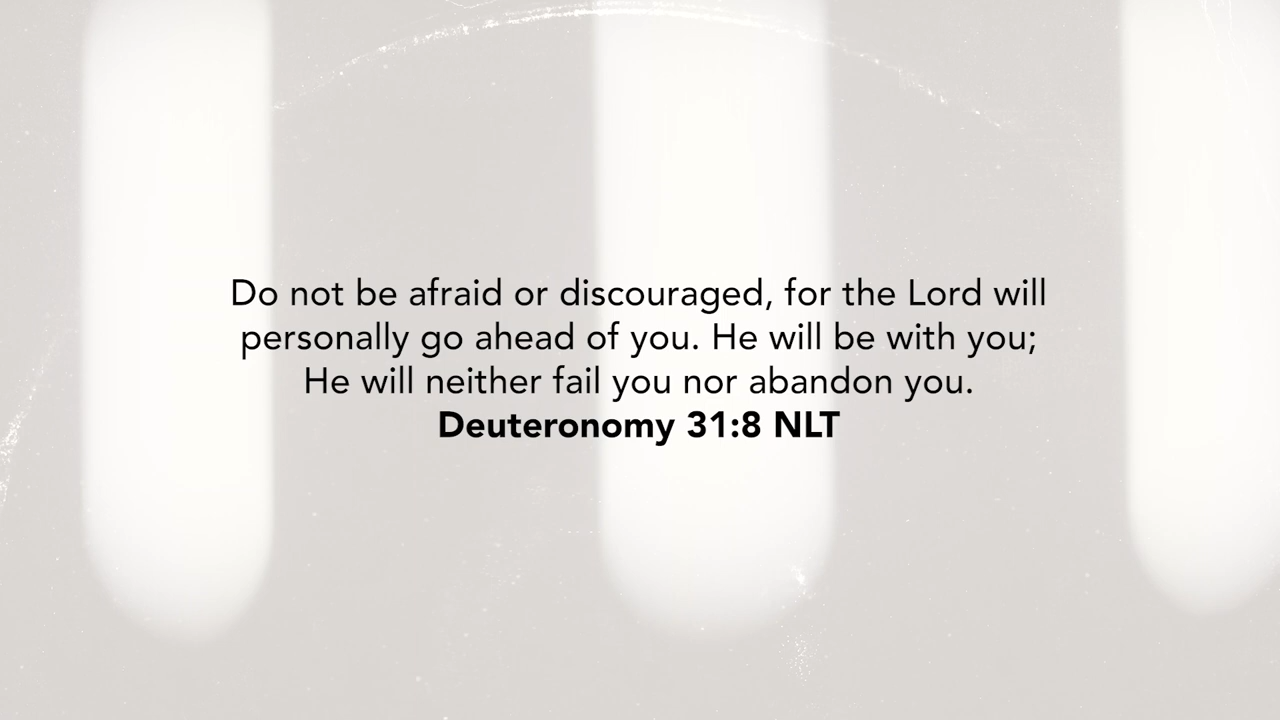 Do not be afraid or discouraged, for the Lord will
personally go ahead of you. He will be with you;
He will neither fail you nor abandon you.
Deuteronomy 31:8 NLT